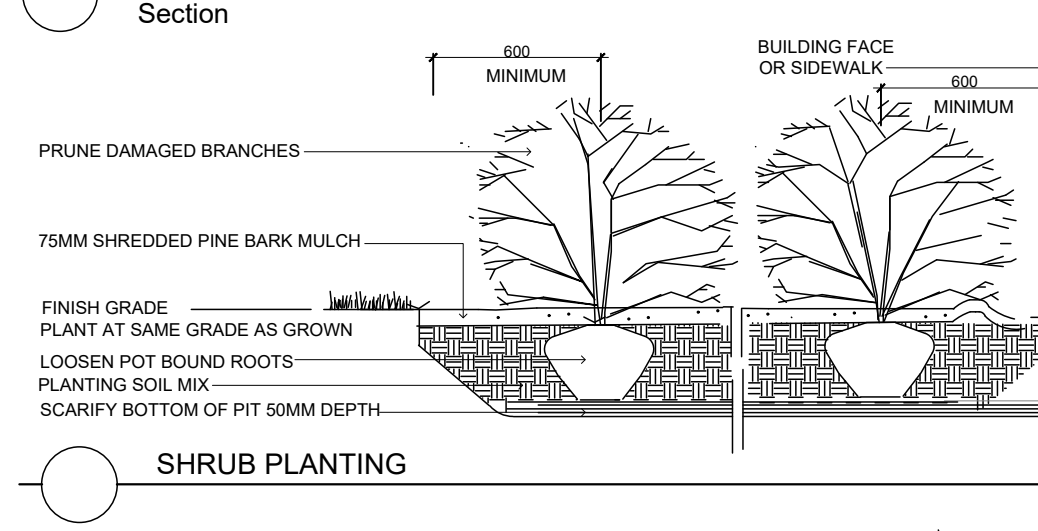 Section
600
MINIMUM
BUILDING FACE
OR SIDEWALK
600
MINIMUM
PRUNE DAMAGED BRANCHES
75MM SHREDDED PINE BARK MULCH
FINISH GRADE
PLANT AT SAME GRADE AS GROWN
LOOSEN POT BOUND ROOTS
PLANTING SOIL MIX
SCARIFY BOTTOM OF PIT 50MM DEPTH
SHRUB PLANTING